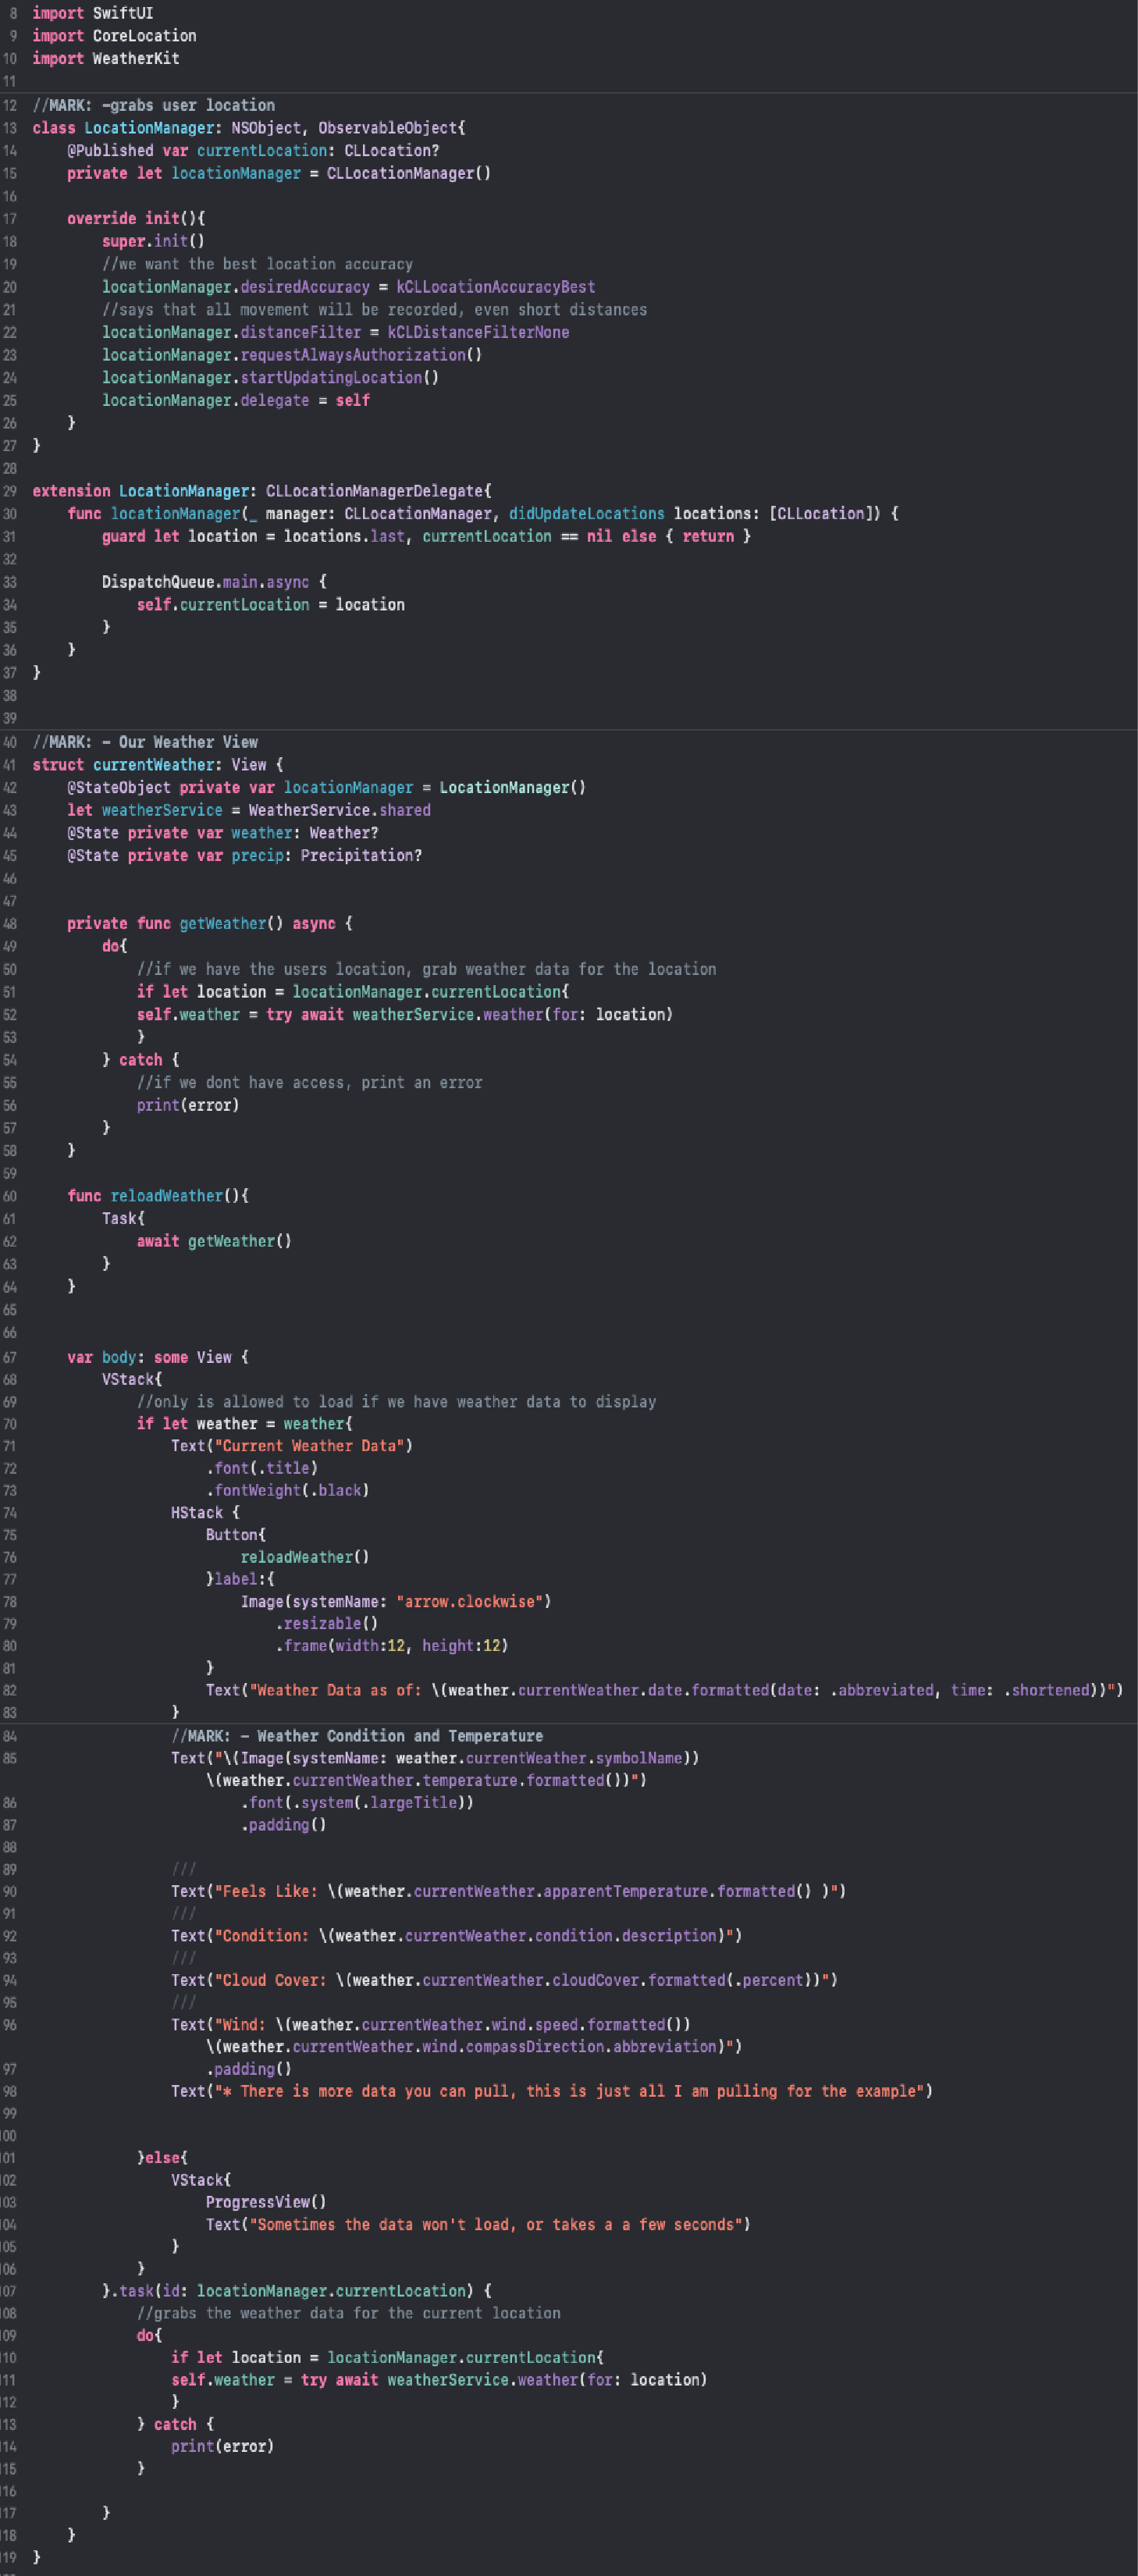 8 import SwiftUI
9 import CoreLocation
10 import WeatherKit
11
12 //MARK: -grabs user location
13 class LocationManager: NSObject, ObservableObject{
14     @Published var currentLocation: CLLocation?
15     private let locationManager = CLLocationManager()
16
17     override init(){
18         super.init()
19         //we want the best location accuracy
20         locationManager.desiredAccuracy = kCLLocationAccuracyBest
21         //says that all movement will be recorded, even short distances
22         locationManager.distanceFilter = kCLDistanceFilterNone
23         locationManager.requestAlwaysAuthorization()
24         locationManager.startUpdatingLocation()
25         locationManager.delegate = self
26     }
27 }
28
29 extension LocationManager: CLLocationManagerDelegate{
30     func locationManager(_ manager: CLLocationManager, didUpdateLocations locations: [CLLocation]) {
31         guard let location = locations.last, currentLocation == nil else { return }
32
33         DispatchQueue.main.async {
34             self.currentLocation = location
35         }
36     }
37 }
38
39
40 //MARK: - Our Weather View
41 struct currentWeather: View {
42     @StateObject private var locationManager = LocationManager()
43     let weatherService = WeatherService.shared
44     @State private var weather: Weather?
45     @State private var precip: Precipitation?
46
47
48     private func getWeather() async {
49         do{
50             //if we have the users location, grab weather data for the location
51             if let location = locationManager.currentLocation{
52             self.weather = try await weatherService.weather(for: location)
53             }
54         } catch {
55             //if we dont have access, print an error
56             print(error)
57         }
58     }
59
60     func reloadWeather(){
61         Task{
62             await getWeather()
63         }
64     }
65
66
67     var body: some View {
68         VStack{
69             //only is allowed to load if we have weather data to display
70             if let weather = weather{
71                 Text("Current Weather Data")
72                     .font(.title)
73                     .fontWeight(.black)
74                 HStack {
75                     Button{
76                         reloadWeather()
77                     }label:{
78                         Image(systemName: "arrow.clockwise")
79                             .resizable()
80                             .frame(width:12, height:12)
81                     }
82                     Text("Weather Data as of: \(weather.currentWeather.date.formatted(date: .abbreviated, time: .shortened))")
83                 }
84                 //MARK: - Weather Condition and Temperature
85                 Text("\(Image(systemName: weather.currentWeather.symbolName))
                    \(weather.currentWeather.temperature.formatted())")
86                         .font(.system(.largeTitle))
87                         .padding()
88
89                 ///
90                 Text("Feels Like: \(weather.currentWeather.apparentTemperature.formatted() )")
91                 ///
92                 Text("Condition: \(weather.currentWeather.condition.description)")
93                 ///
94                 Text("Cloud Cover: \(weather.currentWeather.cloudCover.formatted(.percent))")
95                 ///
96                 Text("Wind: \(weather.currentWeather.wind.speed.formatted())
                    \(weather.currentWeather.wind.compassDirection.abbreviation)")
97                     .padding()
98                 Text("* There is more data you can pull, this is just all I am pulling for the example")
99
100
101             }else{
102                 VStack{
103                     ProgressView()
104                     Text("Sometimes the data won't load, or takes a a few seconds")
105                 }
106             }
107         }.task(id: locationManager.currentLocation) {
108             //grabs the weather data for the current location
109             do{
110                 if let location = locationManager.currentLocation{
111                 self.weather = try await weatherService.weather(for: location)
112                 }
113             } catch {
114                 print(error)
115             }
116
117         }
118     }
119 }